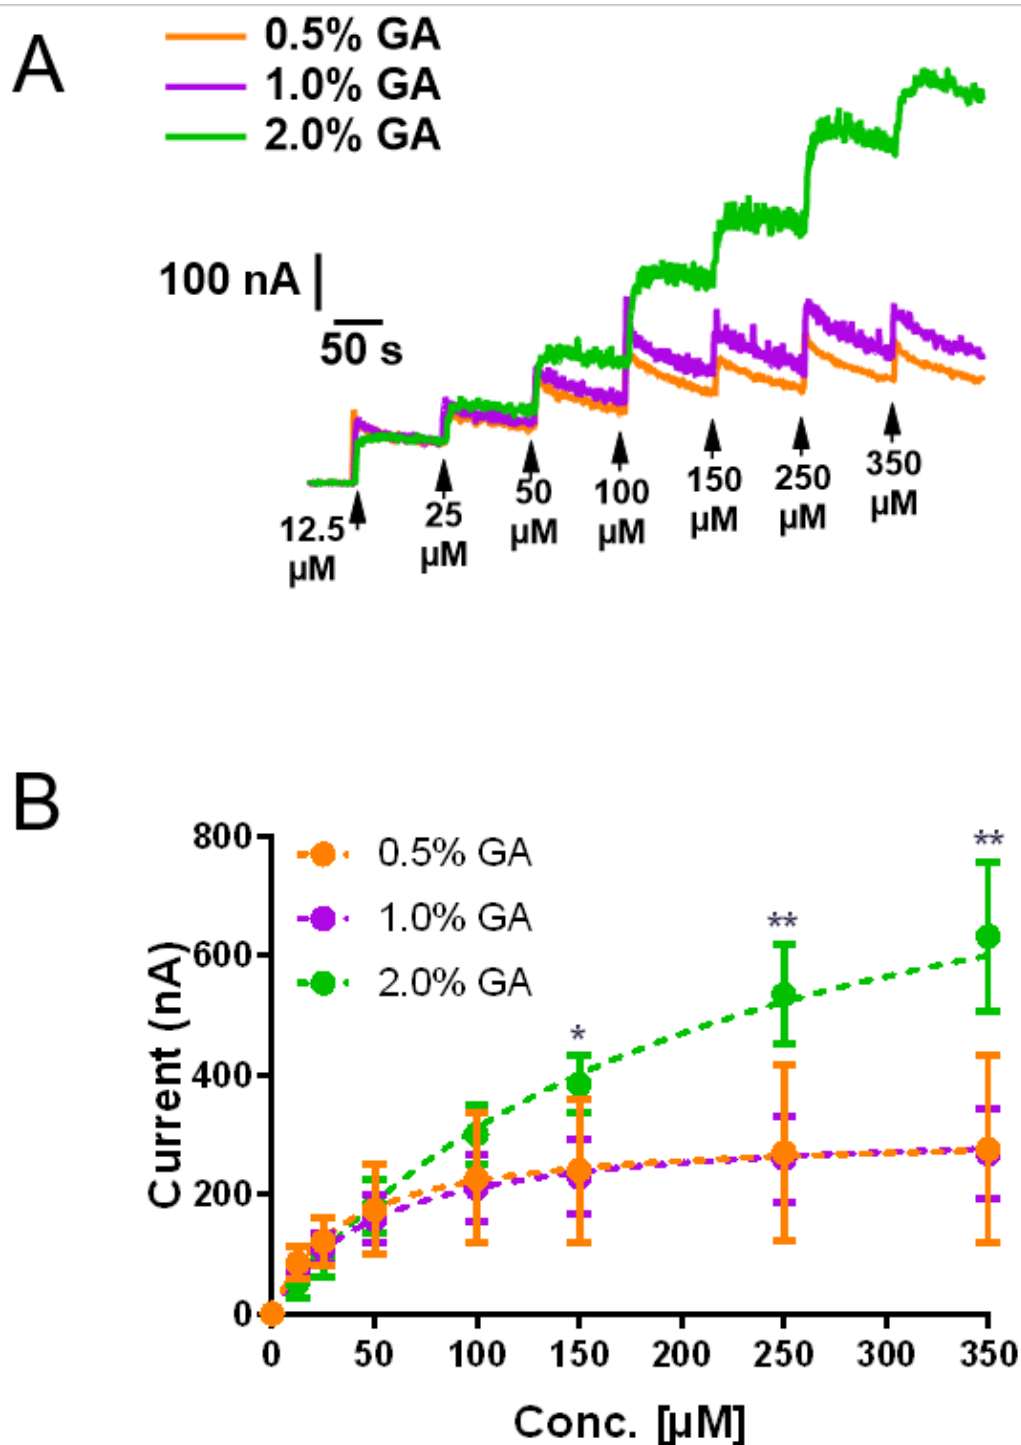 A
0.5% GA
1.0% GA
2.0% GA
100 nA
50 s
12.5
µM
25
µM
50
µM
100
µM
150
µM
250
µM
350
µM
B
0.5% GA
1.0% GA
2.0% GA
*
**
**
Current (nA)
800
600
400
200
0
0 50 100 150 200 250 300 350
Conc. [µM]